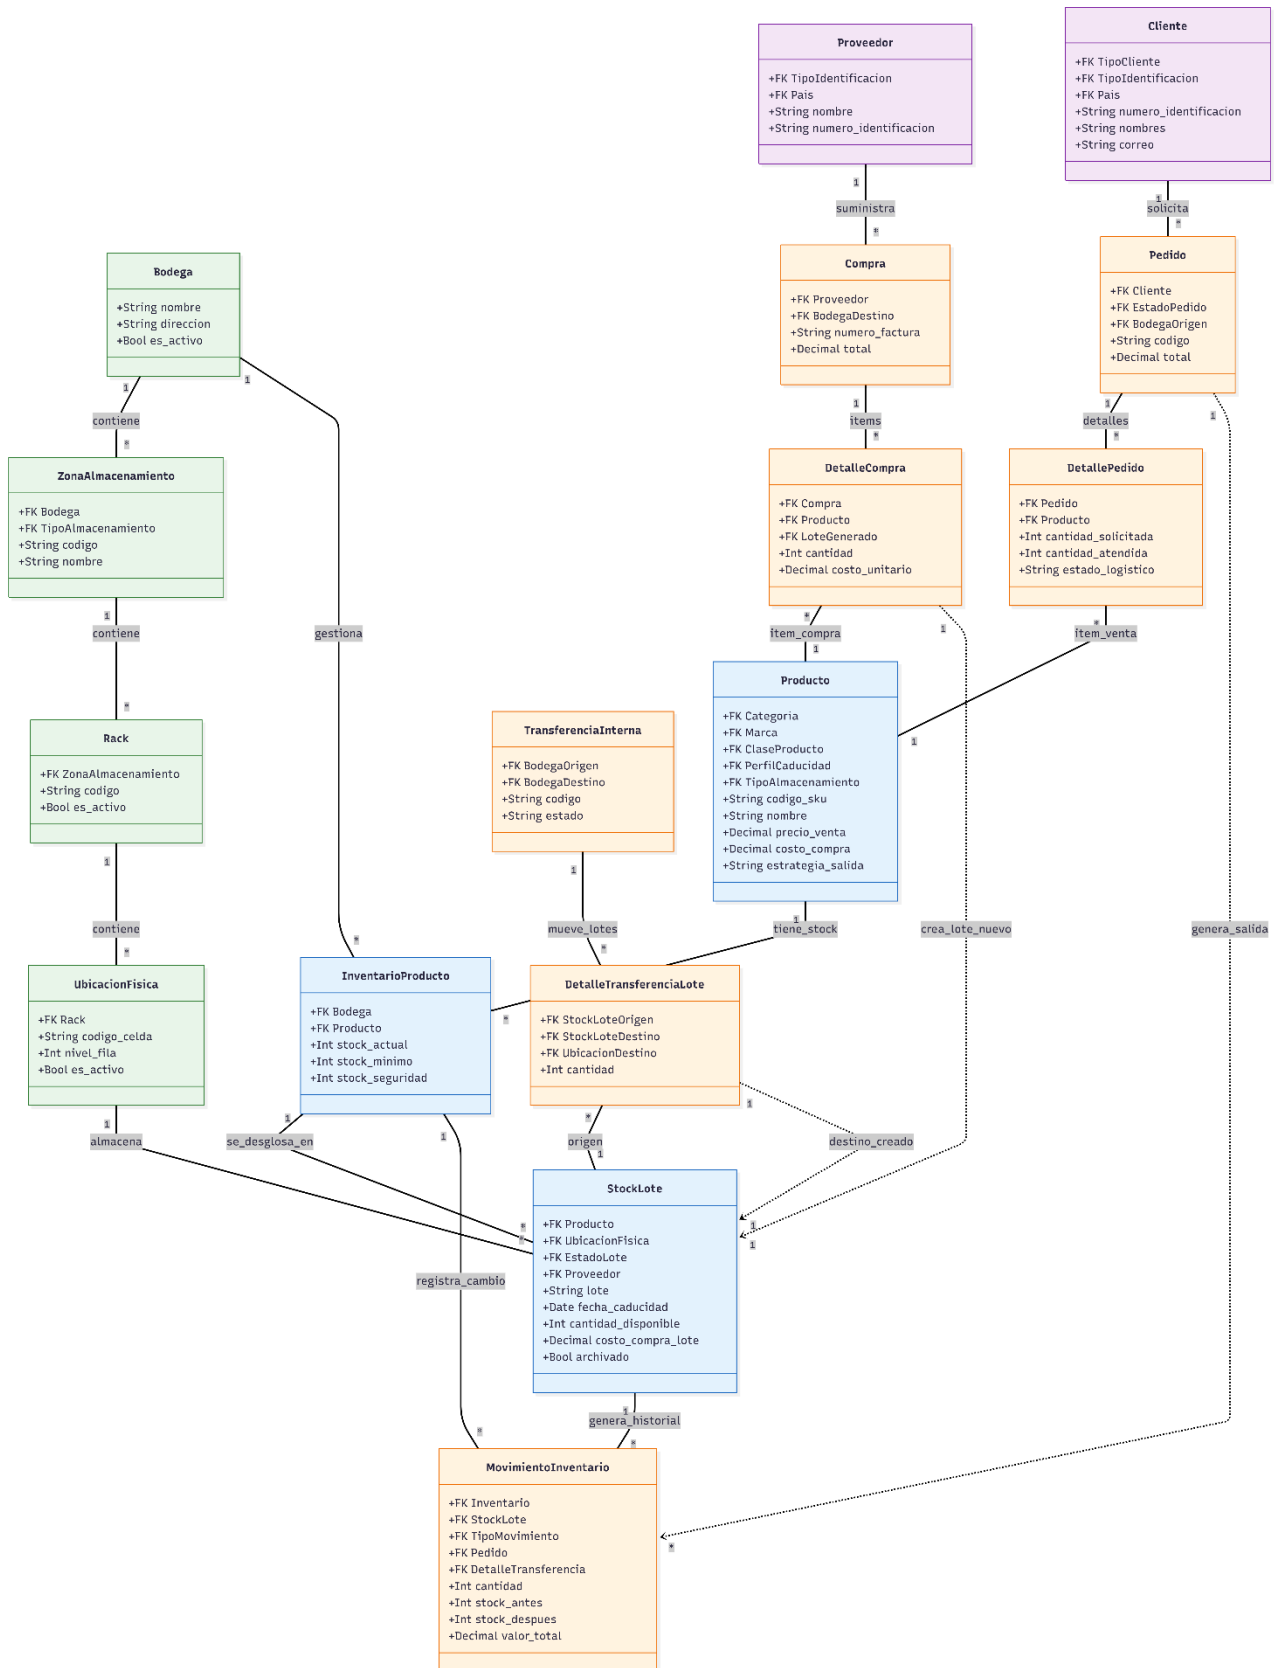 Proveedor
+FK TipoIdentificacion
+FK Pais
+String nombre
+String numero_identificacion
Cliente
+FK TipoCliente
+FK TipoIdentificacion
+FK Pais
+String numero_identificacion
+String nombres
+String correo
1
suministra
*
1
solicita
*
Bodega
+String nombre
+String direccion
+Bool es_activo
Compra
+FK Proveedor
+FK BodegaDestino
+String numero_factura
+Decimal total
Pedido
+FK Cliente
+FK EstadoPedido
+FK BodegaOrigen
+String codigo
+Decimal total
1
contiene
*
1
1
items
*
1
detalles
*
1
ZonaAlmacenamiento
+FK Bodega
+FK TipoAlmacenamiento
+String codigo
+String nombre
DetalleCompra
+FK Compra
+FK Producto
+FK LoteGenerado
+Int cantidad
+Decimal costo_unitario
DetallePedido
+FK Pedido
+FK Producto
+Int cantidad_solicitada
+Int cantidad_atendida
+String estado_logistico
1
contiene
*
gestiona
*
item_compra
1
1
*
item_venta
1
Rack
+FK ZonaAlmacenamiento
+String codigo
+Bool es_activo
TransferenciaInterna
+FK BodegaOrigen
+FK BodegaDestino
+String codigo
+String estado
Producto
+FK Categoria
+FK Marca
+FK ClaseProducto
+FK PerfilCaducidad
+FK TipoAlmacenamiento
+String codigo_sku
+String nombre
+Decimal precio_venta
+Decimal costo_compra
+String estrategia_salida
1
contiene
*
*
1
mueve_lotes
*
1
tiene_stock
*
crea_lote_nuevo
genera_salida
UbicacionFisica
+FK Rack
+String codigo_celda
+Int nivel_fila
+Bool es_activo
InventarioProducto
+FK Bodega
+FK Producto
+Int stock_actual
+Int stock_minimo
+Int stock_seguridad
DetalleTransferenciaLote
+FK StockLoteOrigen
+FK StockLoteDestino
+FK UbicacionDestino
+Int cantidad
1
almacena
*
1
se_desglosa_en
*
1
*
origen
1
1
destino_creado
1
1
StockLote
+FK Producto
+FK UbicacionFisica
+FK EstadoLote
+FK Proveedor
+String lote
+Date fecha_caducidad
+Int cantidad_disponible
+Decimal costo_compra_lote
+Bool archivado
registra_cambio
*
1
genera_historial
*
MovimientoInventario
+FK Inventario
+FK StockLote
+FK TipoMovimiento
+FK Pedido
+FK DetalleTransferencia
+Int cantidad
+Int stock_antes
+Int stock_despues
+Decimal valor_total
*